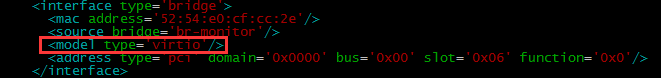 <interface type='bridge'>
<mac address='52:54:e0:cf:cc:2e'/>
<source bridge='br-monitor'/>
<model type='virtio'/>
<address type='pci' domain='0x0000' bus='0x00' slot='0x06' function='0x0'/>
</interface>